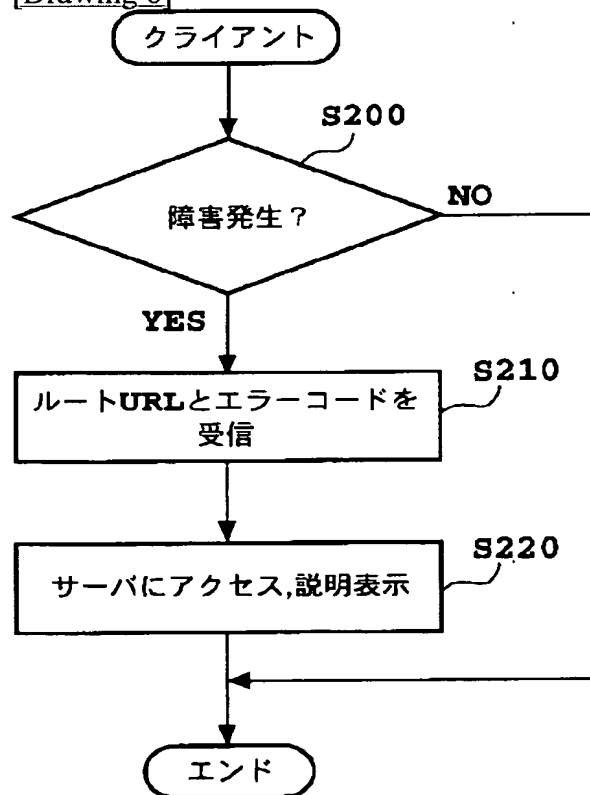 [Drawing 6]
クライアント
S200
障害発生？
NO
YES
S210
ルートURLとエラーコードを
受信
S220
サーバにアクセス,説明表示
エンド